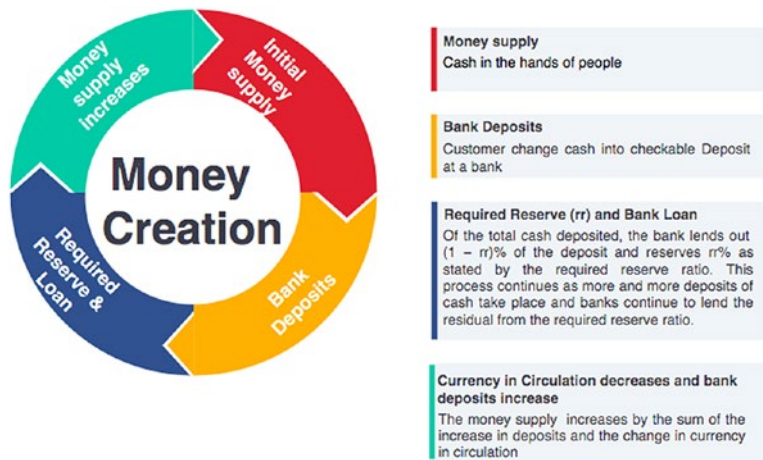 Money
supply
increases
Initial
Money
supply
Money
Creation
Required
Reserve &
Loan
Bank
Deposits
Money supply
Cash in the hands of people
Bank Deposits
Customer change cash into checkable Deposit
at a bank
Required Reserve (rr) and Bank Loan
Of the total cash deposited, the bank lends out
(1 – rr)% of the deposit and reserves rr% as
stated by the required reserve ratio. This
process continues as more and more deposits of
cash take place and banks continue to lend the
residual from the required reserve ratio.
Currency in Circulation decreases and bank
deposits increase
The money supply increases by the sum of the
increase in deposits and the change in currency
in circulation